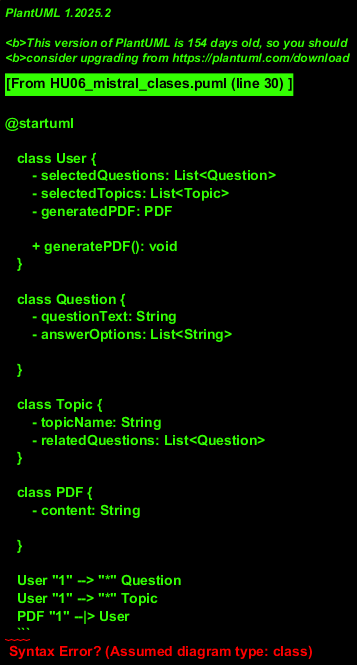 PlantUML 1.2025.2
<b>This version of PlantUML is 154 days old, so you should
<b>consider upgrading from https://plantuml.com/download
[From HU06_mistral_clases.puml (line 30) ]
@startuml
class User {
- selectedQuestions: List<Question>
- selectedTopics: List<Topic>
- generatedPDF: PDF
+ generatePDF(): void
}
class Question {
- questionText: String
- answerOptions: List<String>
}
class Topic {
- topicName: String
- relatedQuestions: List<Question>
}
class PDF {
- content: String
}
User "1" --> "*" Question
User "1" --> "*" Topic
PDF "1" --|> User
```
Syntax Error? (Assumed diagram type: class)